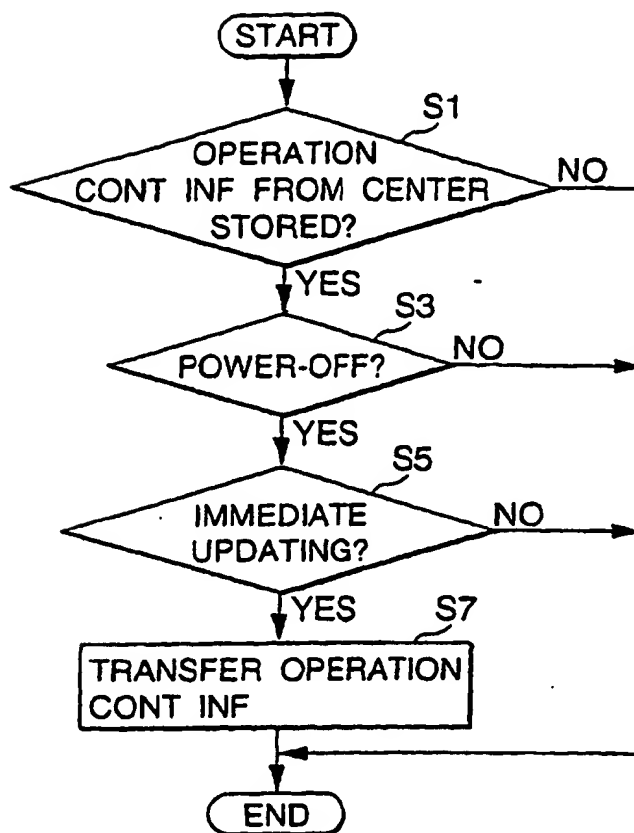 START
S1
OPERATION
CONT INF FROM CENTER
STORED?
NO
YES
S3
POWER-OFF?
NO
YES
S5
IMMEDIATE
UPDATING?
NO
YES
S7
TRANSFER OPERATION
CONT INF
END